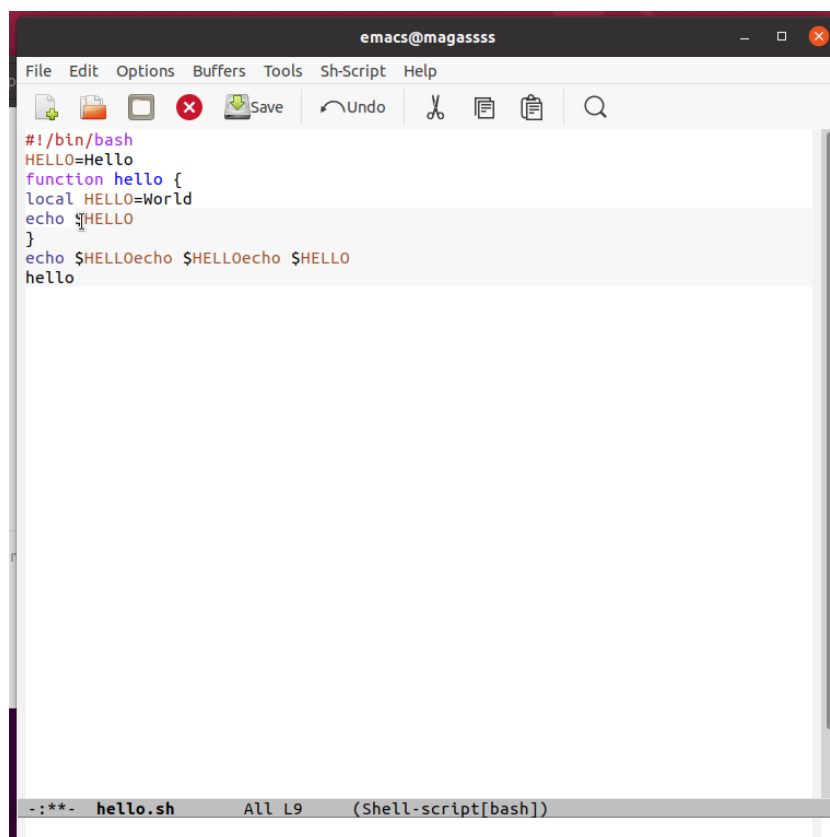 emacs@magassss
File Edit Options Buffers Tools Sh-Script Help
Save Undo
#!/bin/bash
HELLO=Hello
function hello {
local HELLO=World
echo $HELLO
}
echo $HELLOecho $HELLOecho $HELLO
hello
-:**- hello.sh All L9 (Shell-script[bash])